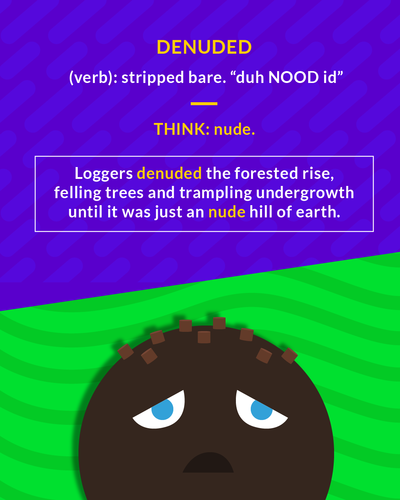 DENUDED
(verb): stripped bare. “duh NOOD id”
THINK: nude.
Loggers denuded the forested rise,
felling trees and trampling undergrowth
until it was just an nude hill of earth.